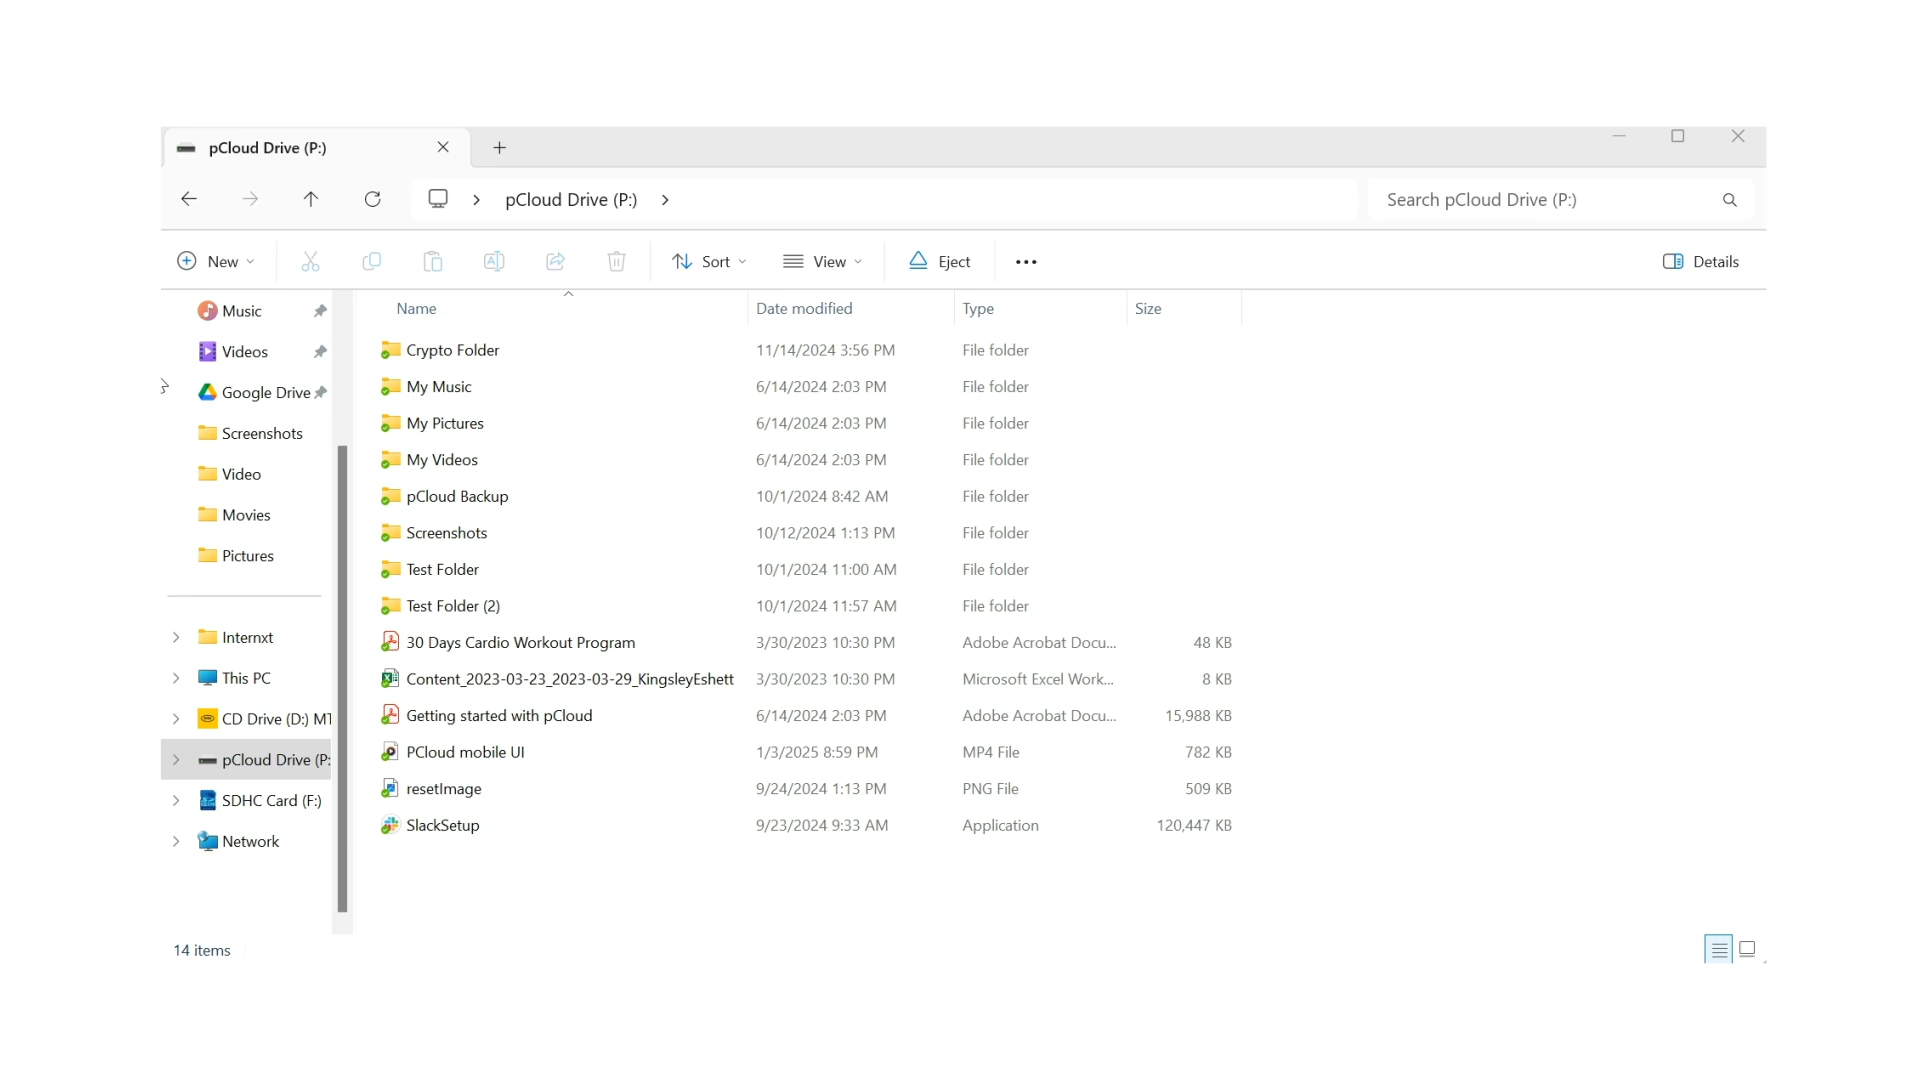 pCloud Drive (P:)
pCloud Drive (P:)
Search pCloud Drive (P:)
New
Sort
View
Eject
Details
Music
Videos
Google Drive
Screenshots
Video
Movies
Pictures
Internxt
This PC
CD Drive (D:) MT
pCloud Drive (P:
SDHC Card (F:)
Network
Name Date modified Type Size
Crypto Folder 11/14/2024 3:56 PM File folder
My Music 6/14/2024 2:03 PM File folder
My Pictures 6/14/2024 2:03 PM File folder
My Videos 6/14/2024 2:03 PM File folder
pCloud Backup 10/1/2024 8:42 AM File folder
Screenshots 10/12/2024 1:13 PM File folder
Test Folder 10/1/2024 11:00 AM File folder
Test Folder (2) 10/1/2024 11:57 AM File folder
30 Days Cardio Workout Program 3/30/2023 10:30 PM Adobe Acrobat Docu... 48 KB
Content_2023-03-23_2023-03-29_KingsleyEshett 3/30/2023 10:30 PM Microsoft Excel Work... 8 KB
Getting started with pCloud 6/14/2024 2:03 PM Adobe Acrobat Docu... 15,988 KB
PCloud mobile UI 1/3/2025 8:59 PM MP4 File 782 KB
resetImage 9/24/2024 1:13 PM PNG File 509 KB
SlackSetup 9/23/2024 9:33 AM Application 120,447 KB
14 items